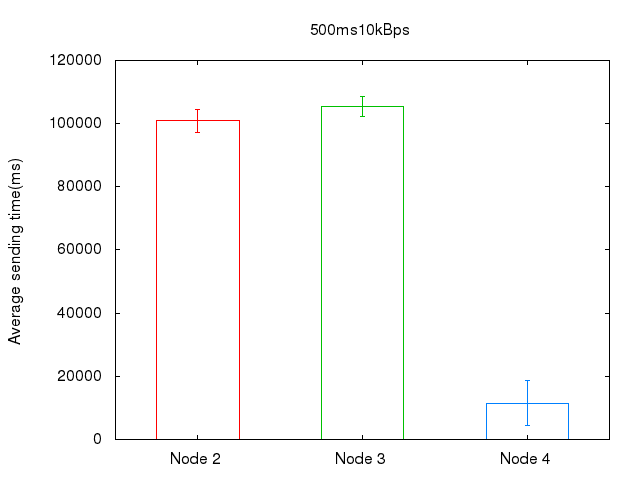 500ms10kBps
120000
100000
80000
60000
40000
20000
0
Average sending time(ms)
Node 2
Node 3
Node 4